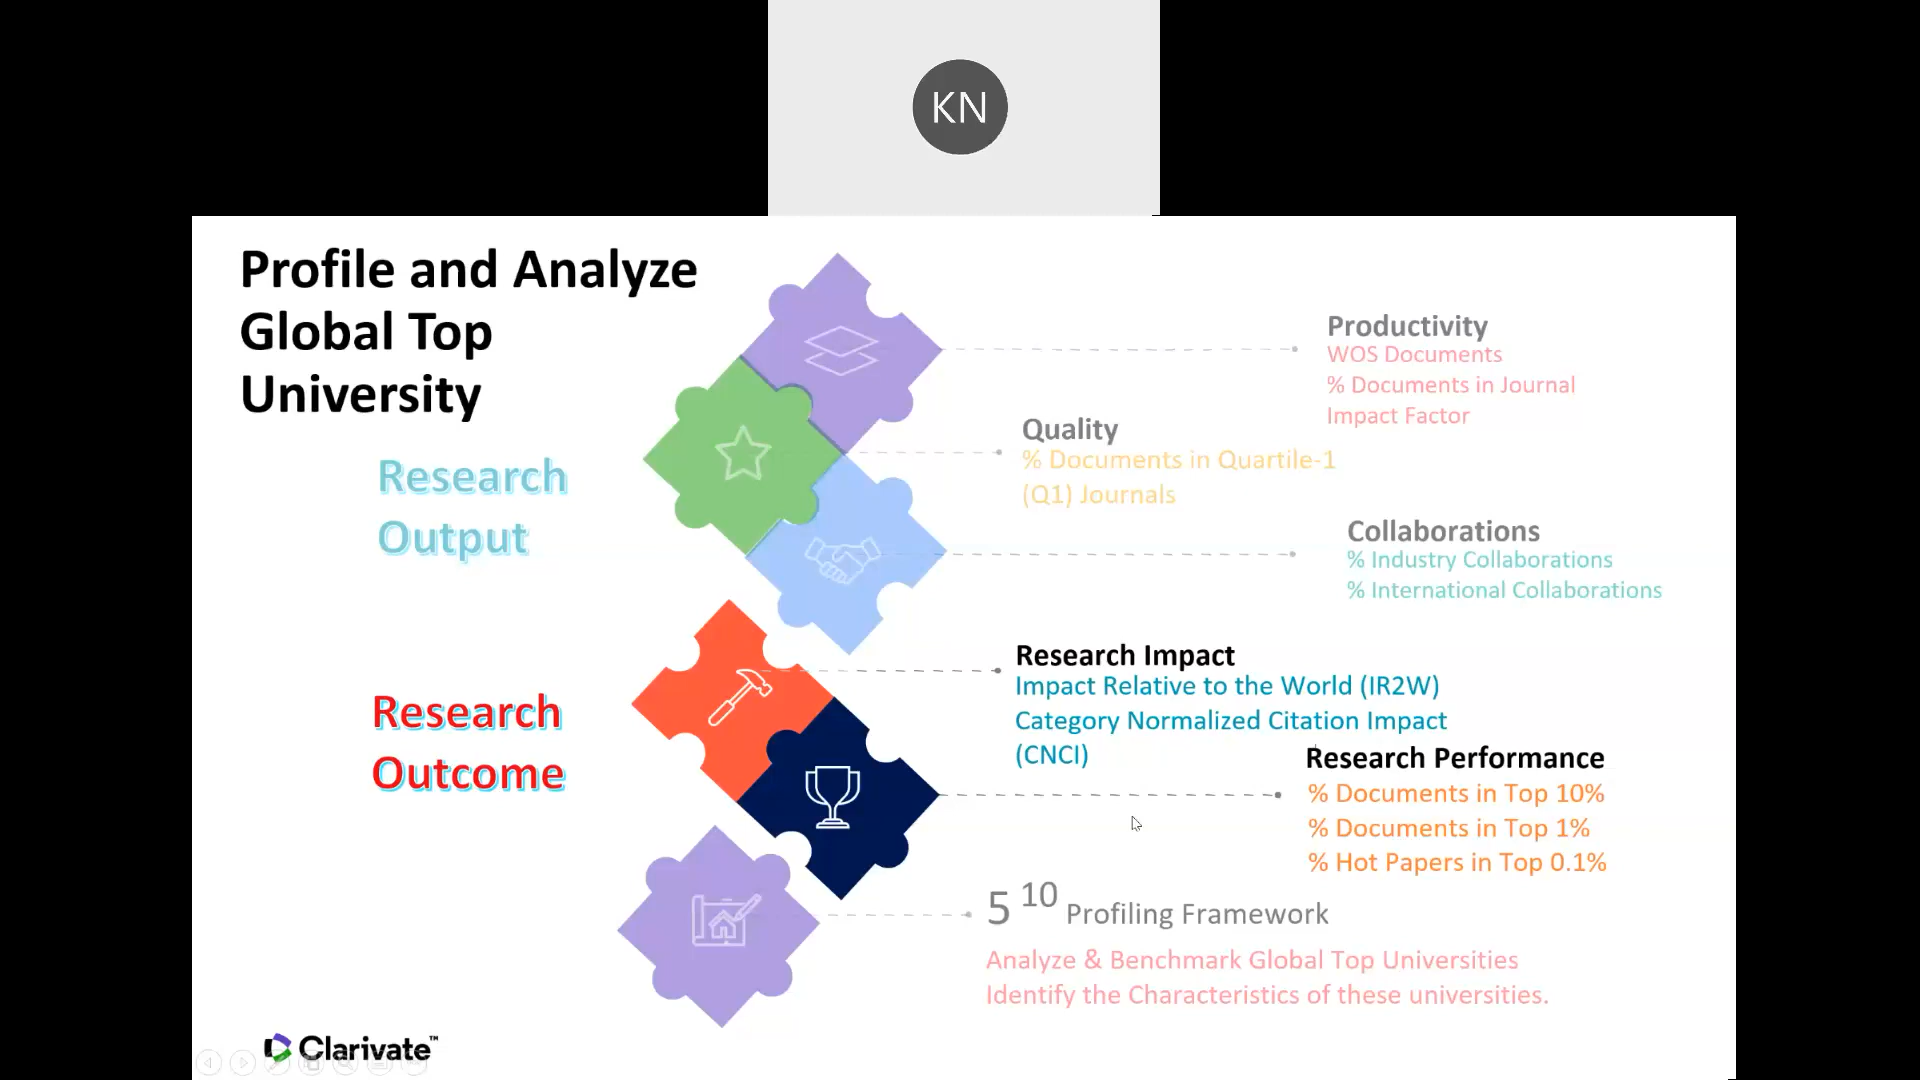 KN
Profile and Analyze
Global Top
University
Productivity
WOS Documents
% Documents in Journal
Impact Factor
Quality
% Documents in Quartile-1
(Q1) Journals
Research
Output
Collaborations
% Industry Collaborations
% International Collaborations
Research Impact
Impact Relative to the World (IR2W)
Category Normalized Citation Impact
(CNCI)
Research
Outcome
Research Performance
% Documents in Top 10%
% Documents in Top 1%
% Hot Papers in Top 0.1%
5 10 Profiling Framework
Analyze & Benchmark Global Top Universities
Identify the Characteristics of these universities.
Clarivate™